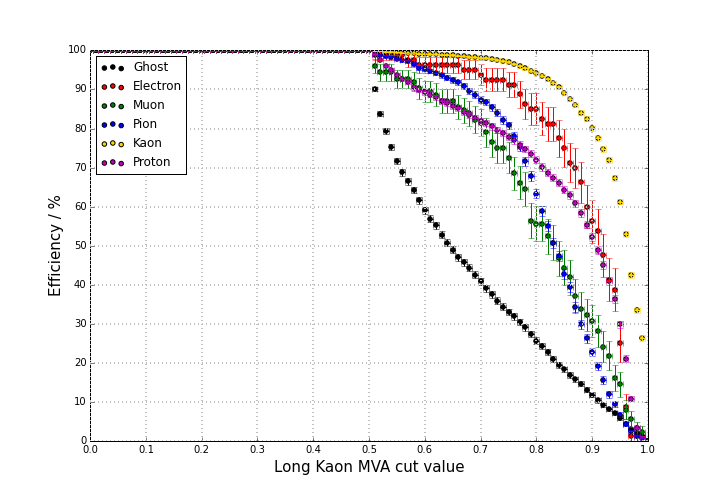 100
90
80
70
60
50
40
30
20
10
0
Efficiency / %
Ghost
Electron
Muon
Pion
Kaon
Proton
0.0 0.1 0.2 0.3 0.4 0.5 0.6 0.7 0.8 0.9 1.0
Long Kaon MVA cut value